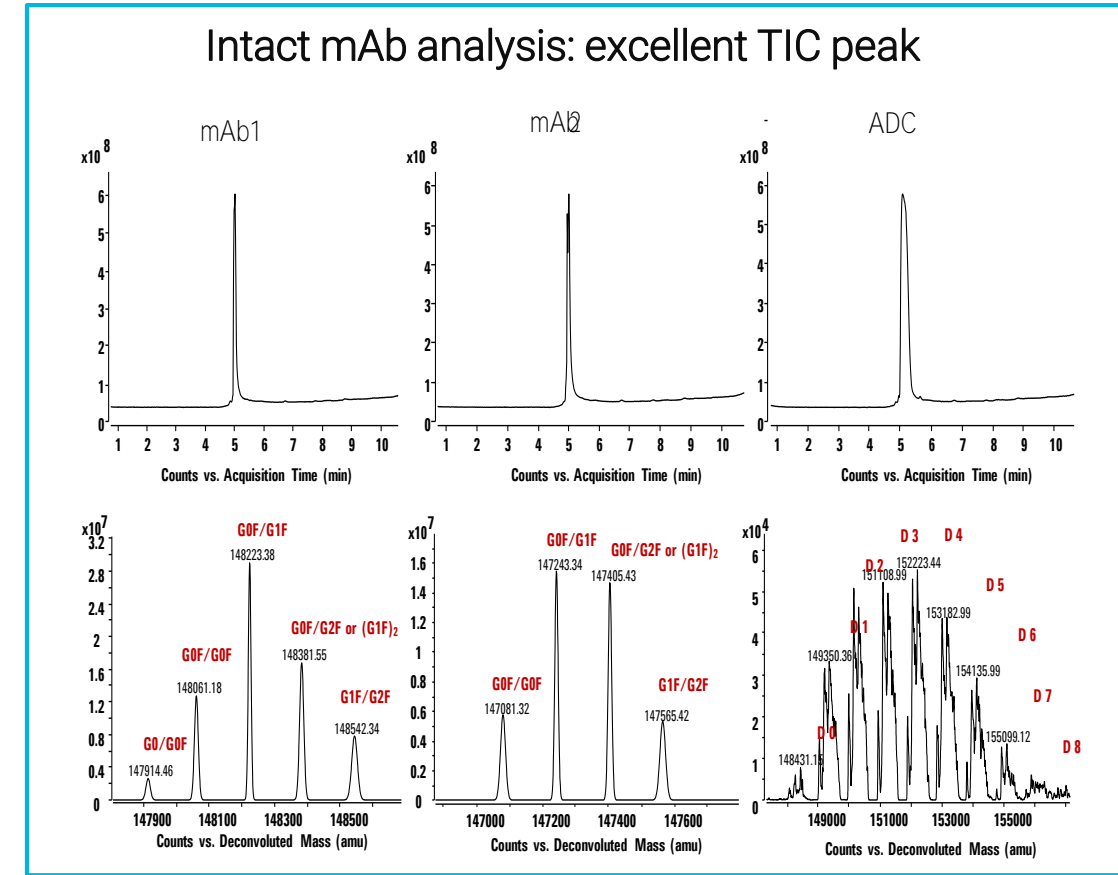 Intact mAb analysis: excellent TIC peak
mAb1
x10 8
6
5
4
3
2
1
0
1 2 3 4 5 6 7 8 9 10
Counts vs. Acquisition Time (min)
mAb2
x10 8
6
5
4
3
2
1
0
1 2 3 4 5 6 7 8 9 10
Counts vs. Acquisition Time (min)
- ADC
x10 8
6
5
4
3
2
1
0
1 2 3 4 5 6 7 8 9 10
Counts vs. Acquisition Time (min)
x10 7
3.2
2.8
2.4
2
1.6
1.2
0.8
0.4
0
G0F/G1F
148223.38
G0F/G2F or (G1F)2
148381.55
G0F/G0F
148061.18
G1F/G2F
148542.34
G0/G0F
147914.46
147900 148100 148300 148500
Counts vs. Deconvoluted Mass (amu)
x10 7
1.6
1.4
1.2
1
0.8
0.6
0.4
0.2
0
G0F/G1F
147243.34
G0F/G2F or (G1F)2
147405.43
G0F/G0F
147081.32
G1F/G2F
147565.42
147000 147200 147400 147600
Counts vs. Deconvoluted Mass (amu)
x10 4
6
5
4
3
2
1
0
D 3 D 4
D 2
151108.99
152223.44
D 5
153182.99
D 1
D 6
149350.36
154135.99
D 7
D 0
155099.12
D 8
148431.15
149000 151000 153000 155000
Counts vs. Deconvoluted Mass (amu)